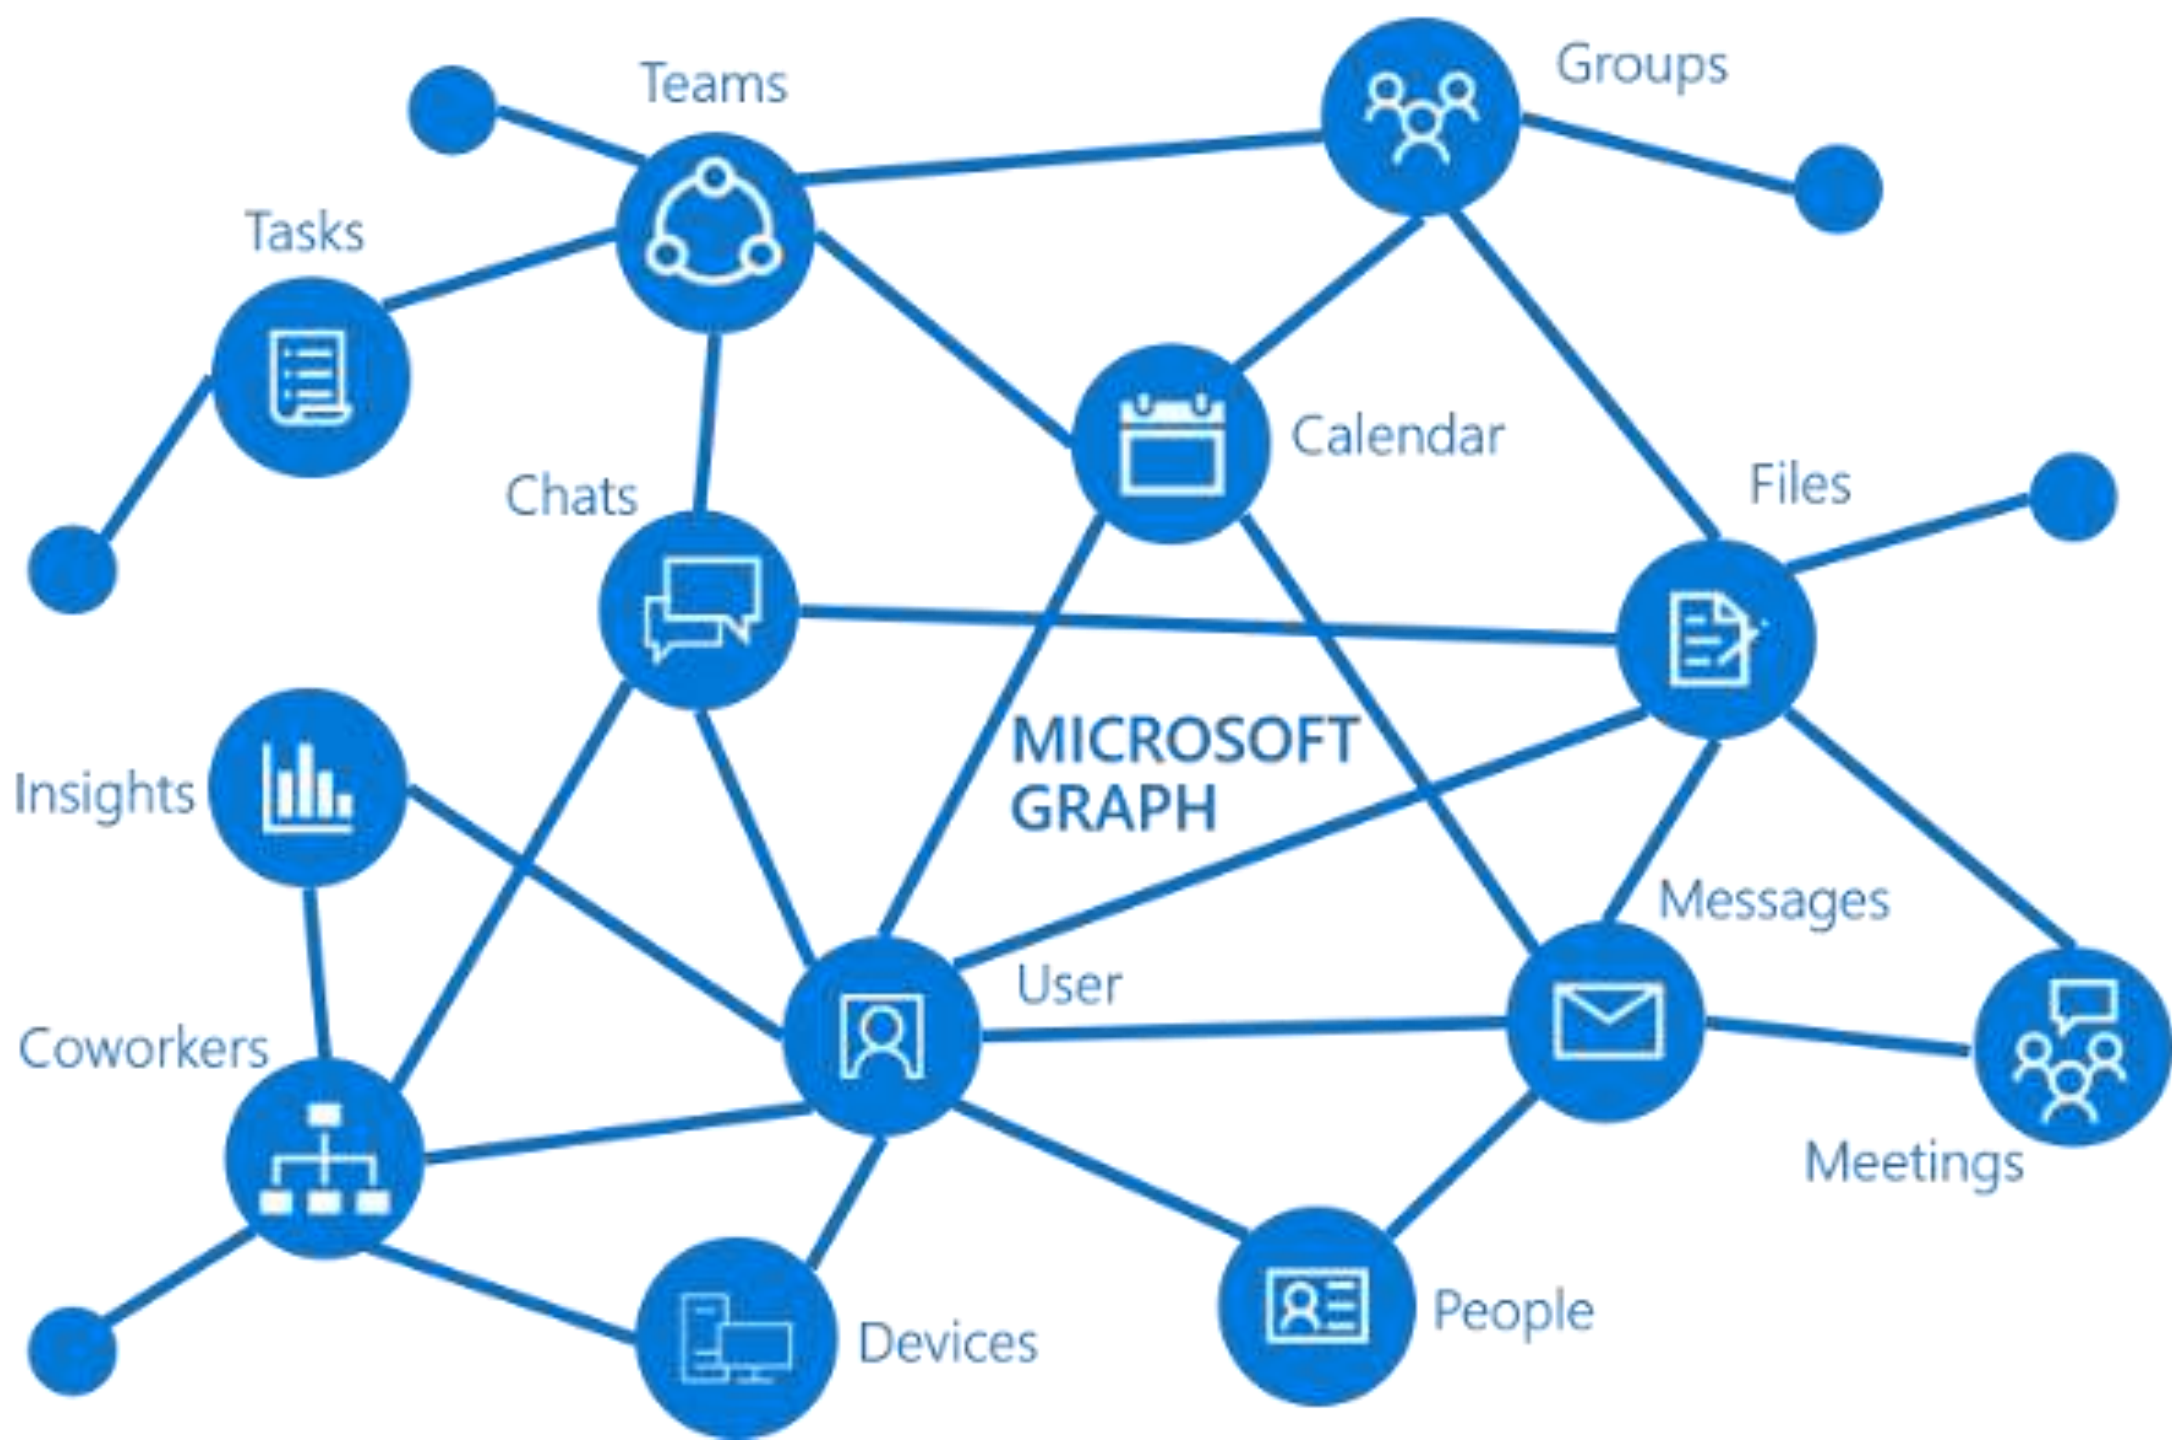 Groups
Teams
Tasks
Calendar
Files
Chats
MICROSOFT
GRAPH
Insights
Messages
User
Coworkers
Meetings
People
Devices